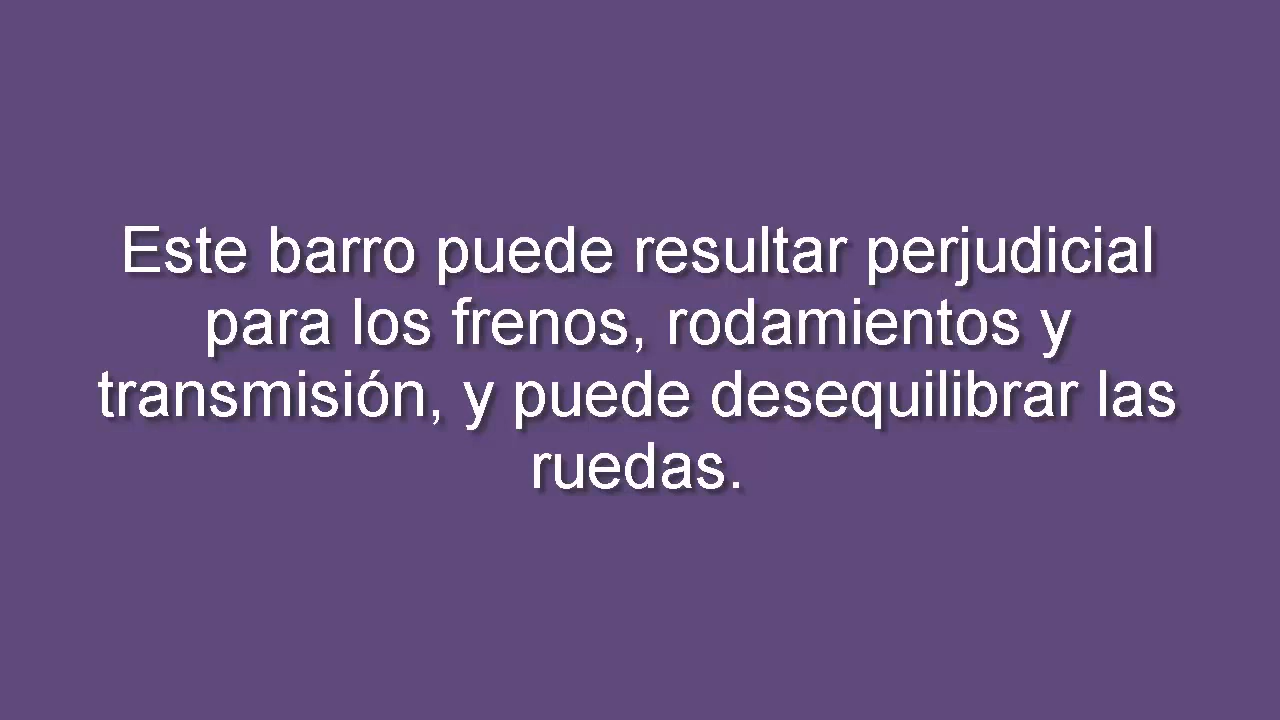 Este barro puede resultar perjudicial
para los frenos, rodamientos y
transmisión, y puede desequilibrar las
ruedas.